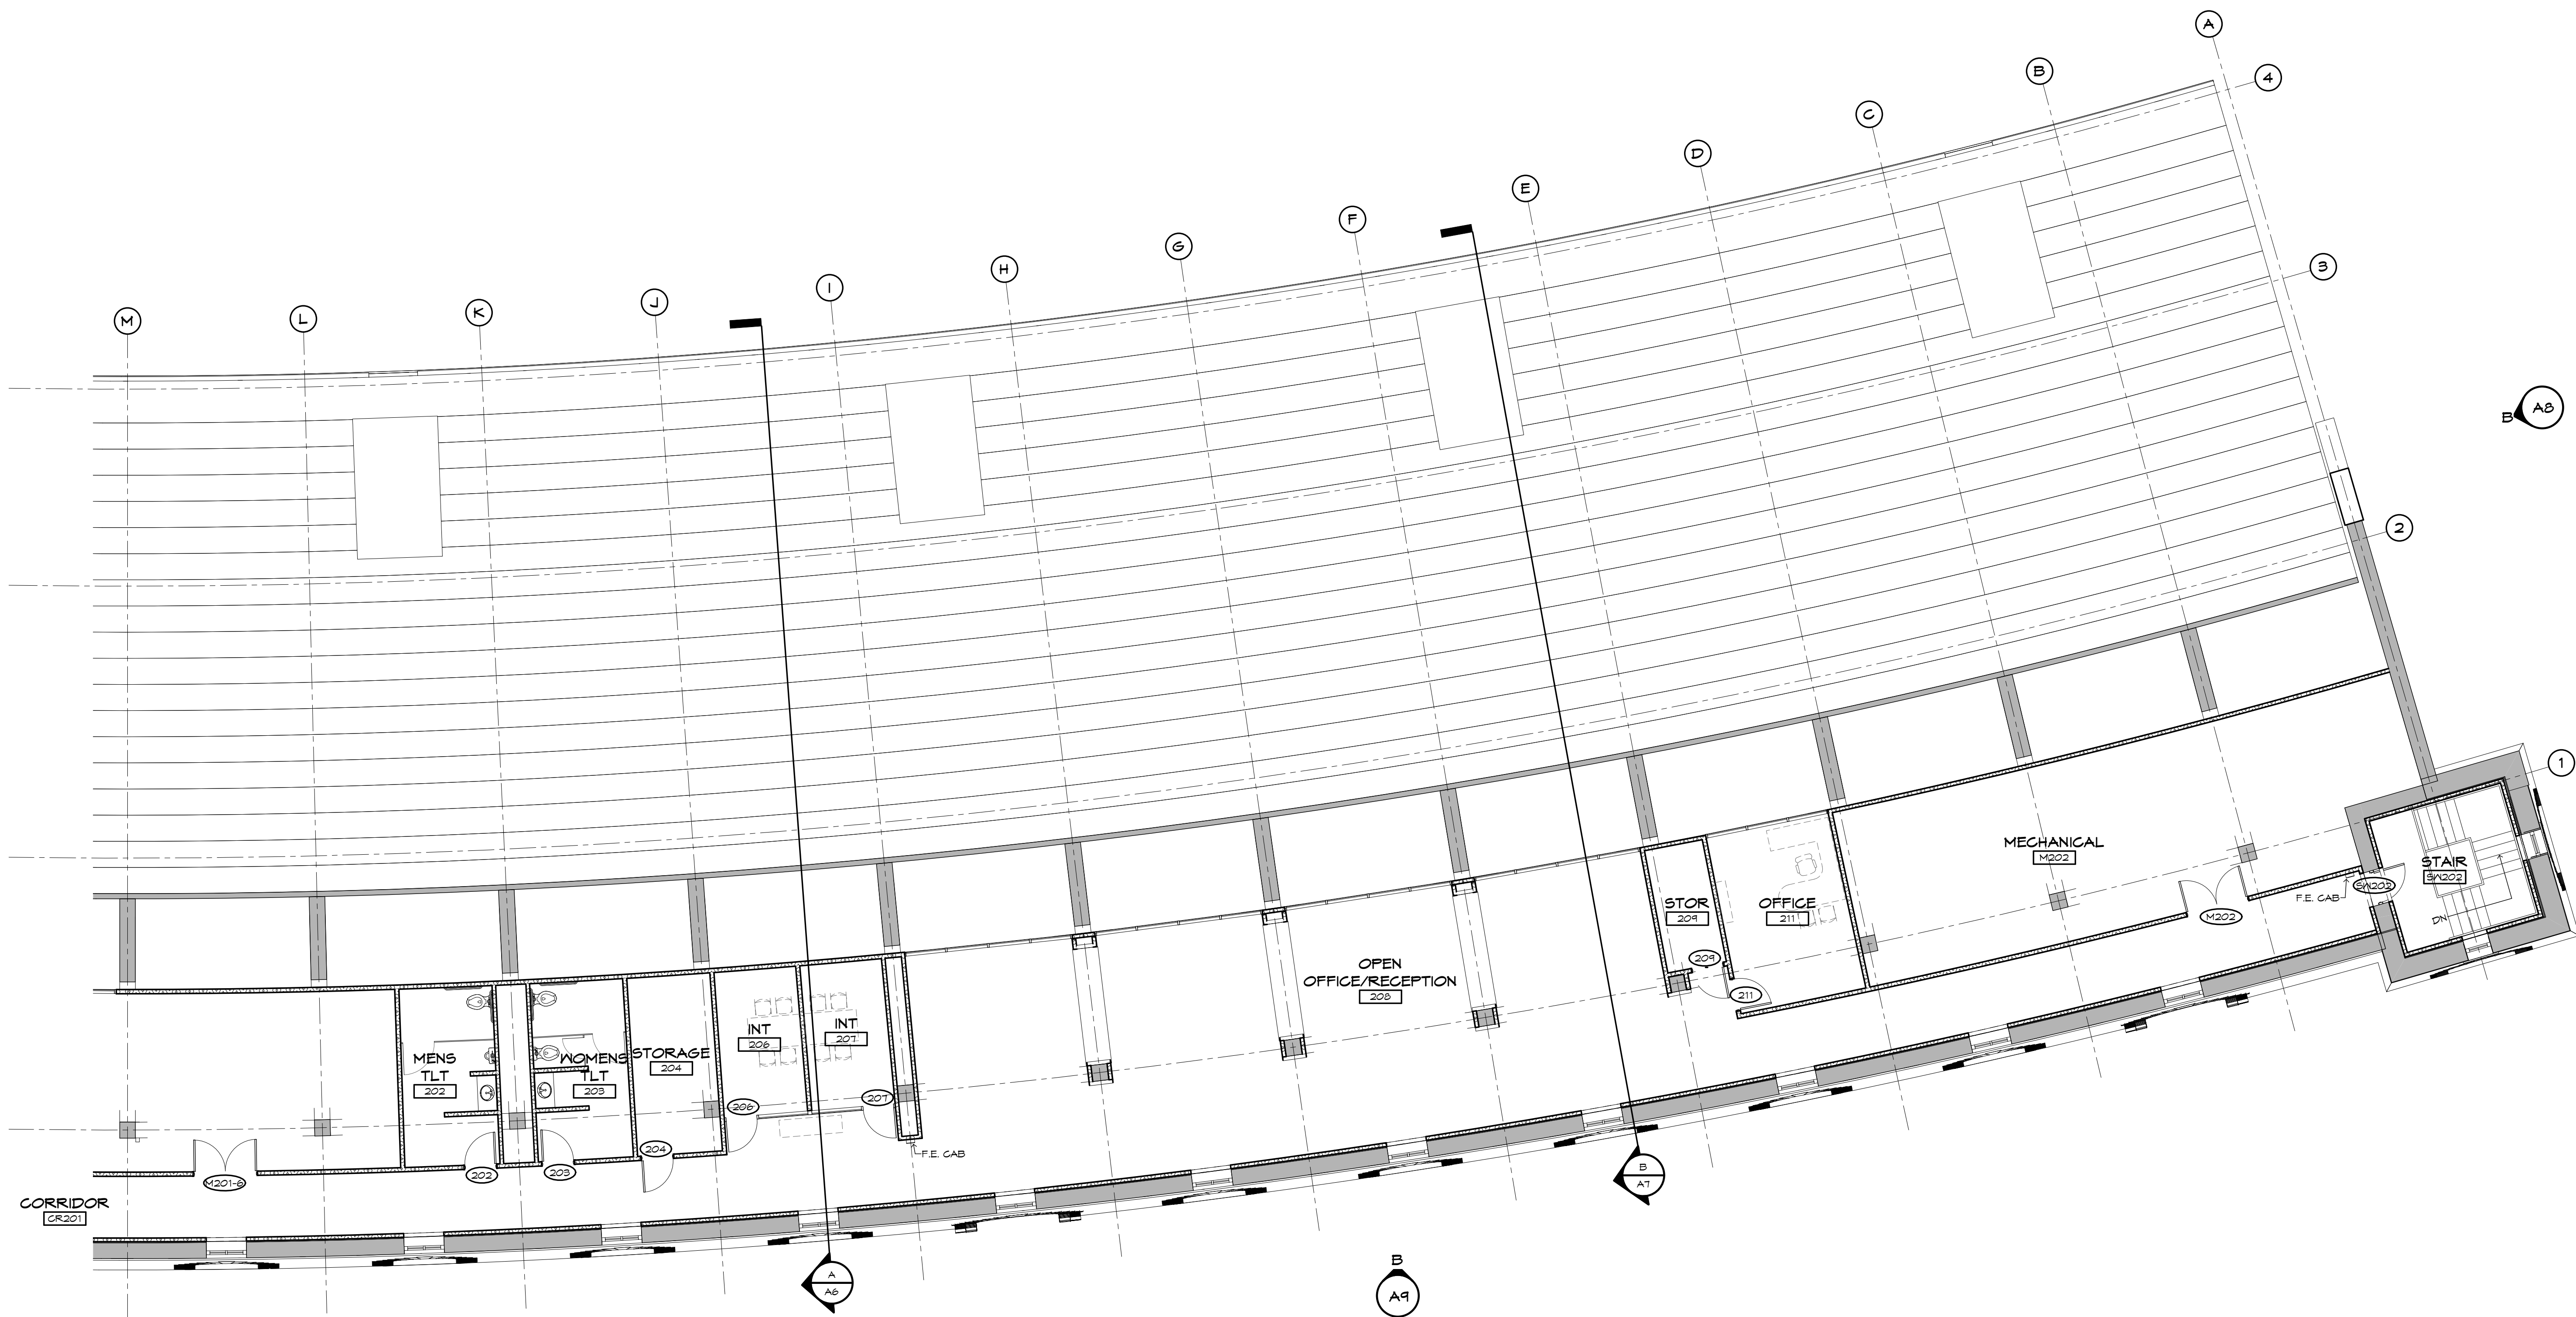 A
B
4
C
D
E
F
G
H
3
I
J
K
L
M
B
A8
2
1
MECHANICAL
M202
STAIR
SW202
SW202
F.E. CAB
DN
M202
STOR
209
OFFICE
211
209
211
OPEN
OFFICE/RECEPTION
208
INT
206
INT
207
MENS
TLT
202
WOMENS
TLT
203
STORAGE
204
206
207
F.E. CAB
204
202
203
M201-6
CORRIDOR
CR201
B
A7
A
A6
B
A9